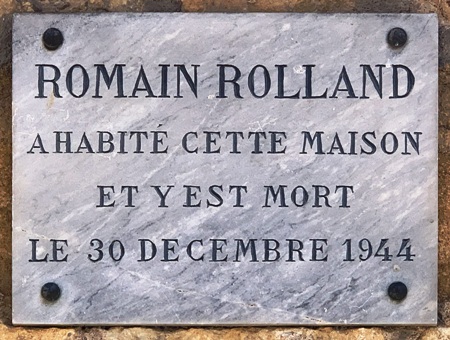 ROMAIN ROLLAND
A HABITÉ CETTE MAISON
ET Y EST MORT
LE 30 DECEMBRE 1944